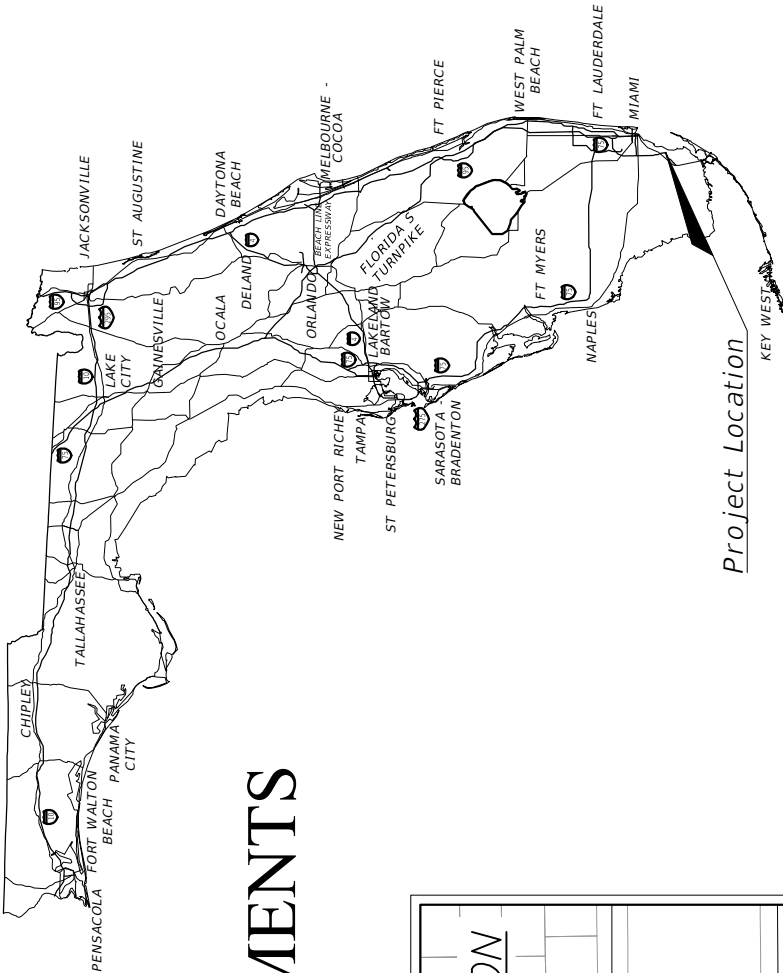 PENSACOLA
FORT WALTON
BEACH
PANAMA
CITY
CHIPLEY
TALLAHASSEE
LAKE
CITY
JACKSONVILLE
ST AUGUSTINE
GAINESVILLE
OCALA
DAYTONA
BEACH
DELAND
ORLANDO
BEACH LINE
EXPRESSWAY
MELBOURNE -
COCOA
FLORIDA'S
TURNPIKE
LAKELAND
BARTOW
NEW PORT RICHEY
TAMPA
ST PETERSBURG
SARASOTA -
BRADENTON
FT PIERCE
WEST PALM
BEACH
FT MYERS
NAPLES
FT LAUDERDALE
MIAMI
KEY WEST
Project Location
MENTS
ON